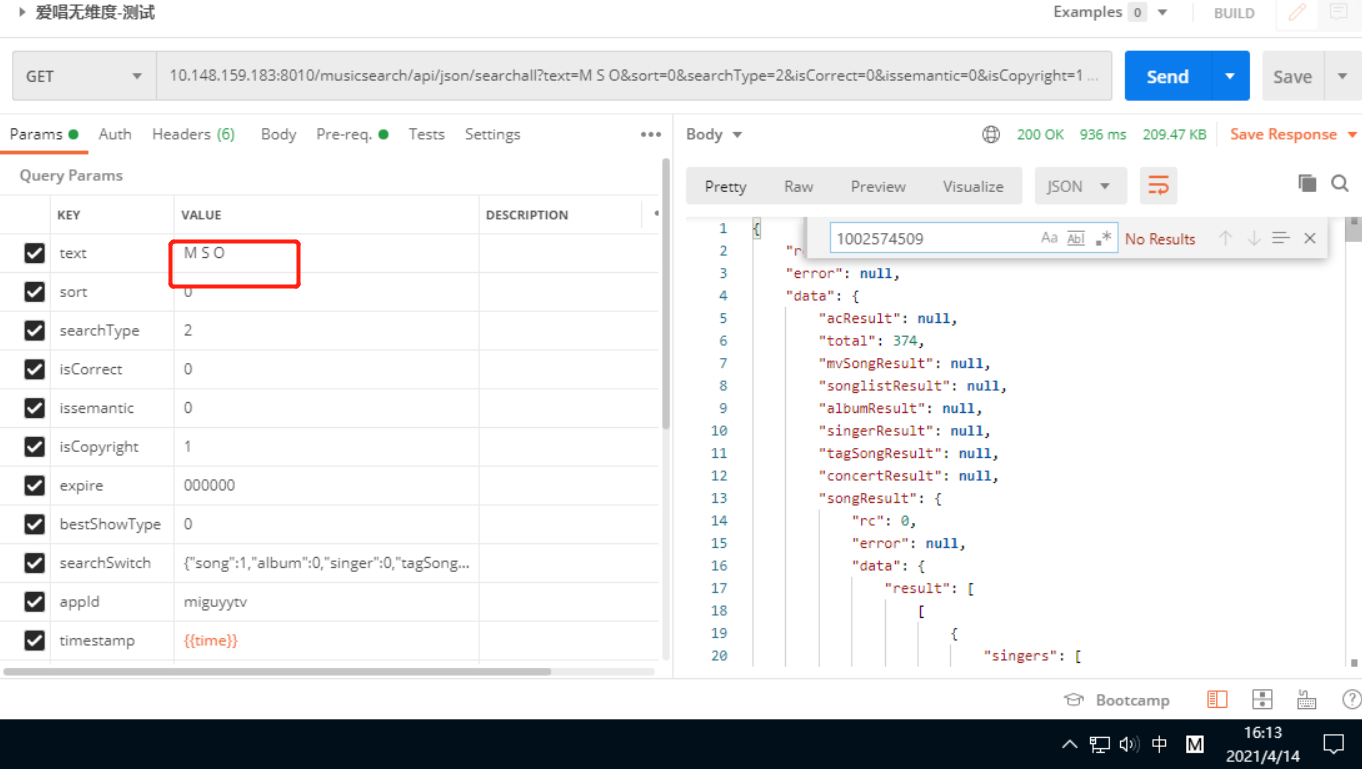 爱唱无维度-测试
Examples 0
BUILD
GET
10.148.159.183:8010/musicsearch/api/json/searchall?text=M S O&sort=0&searchType=2&isCorrect=0&issemantic=0&isCopyright=1 ...
Send
Save
Params Auth Headers (6) Body Pre-req. Tests Settings
Body
200 OK 936 ms 209.47 KB Save Response
Query Params
Pretty Raw Preview Visualize JSON
KEY VALUE DESCRIPTION
text M S O
sort 0
searchType 2
isCorrect 0
issemantic 0
isCopyright 1
expire 000000
bestShowType 0
searchSwitch {"song":1,"album":0,"singer":0,"tagSong...
appId miguyytv
timestamp {{time}}
1002574509 Aa Abl .* No Results
1 {
2 "r
3 "error": null,
4 "data": {
5 "acResult": null,
6 "total": 374,
7 "mvSongResult": null,
8 "songlistResult": null,
9 "albumResult": null,
10 "singerResult": null,
11 "tagSongResult": null,
12 "concertResult": null,
13 "songResult": {
14 "rc": 0,
15 "error": null,
16 "data": {
17 "result": [
18 [
19 {
20 "singers": [
Bootcamp
中 M
16:13
2021/4/14